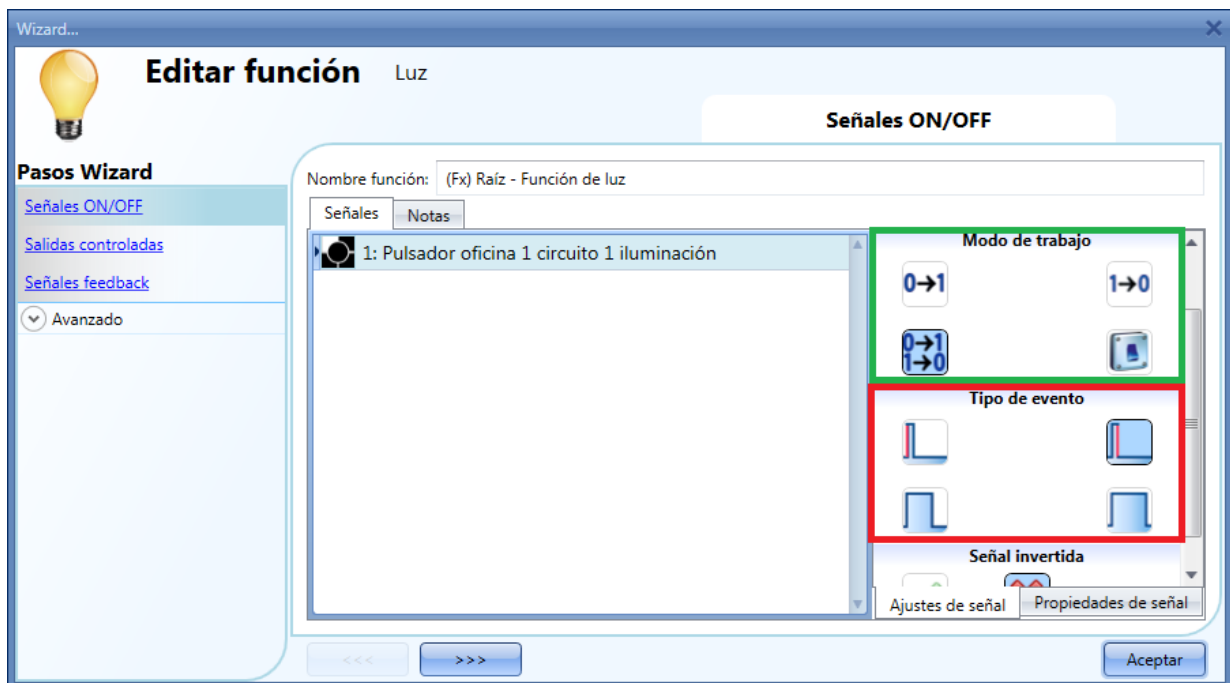 Wizard...
Editar función Luz
Señales ON/OFF
Pasos Wizard
Señales ON/OFF
Salidas controladas
Señales feedback
Avanzado
Nombre función: (Fx) Raíz - Función de luz
Señales Notas
1: Pulsador oficina 1 circuito 1 iluminación
Modo de trabajo
0→1 1→0
0→1
1→0
Tipo de evento
Señal invertida
Ajustes de señal Propiedades de señal
<<< >>> Aceptar